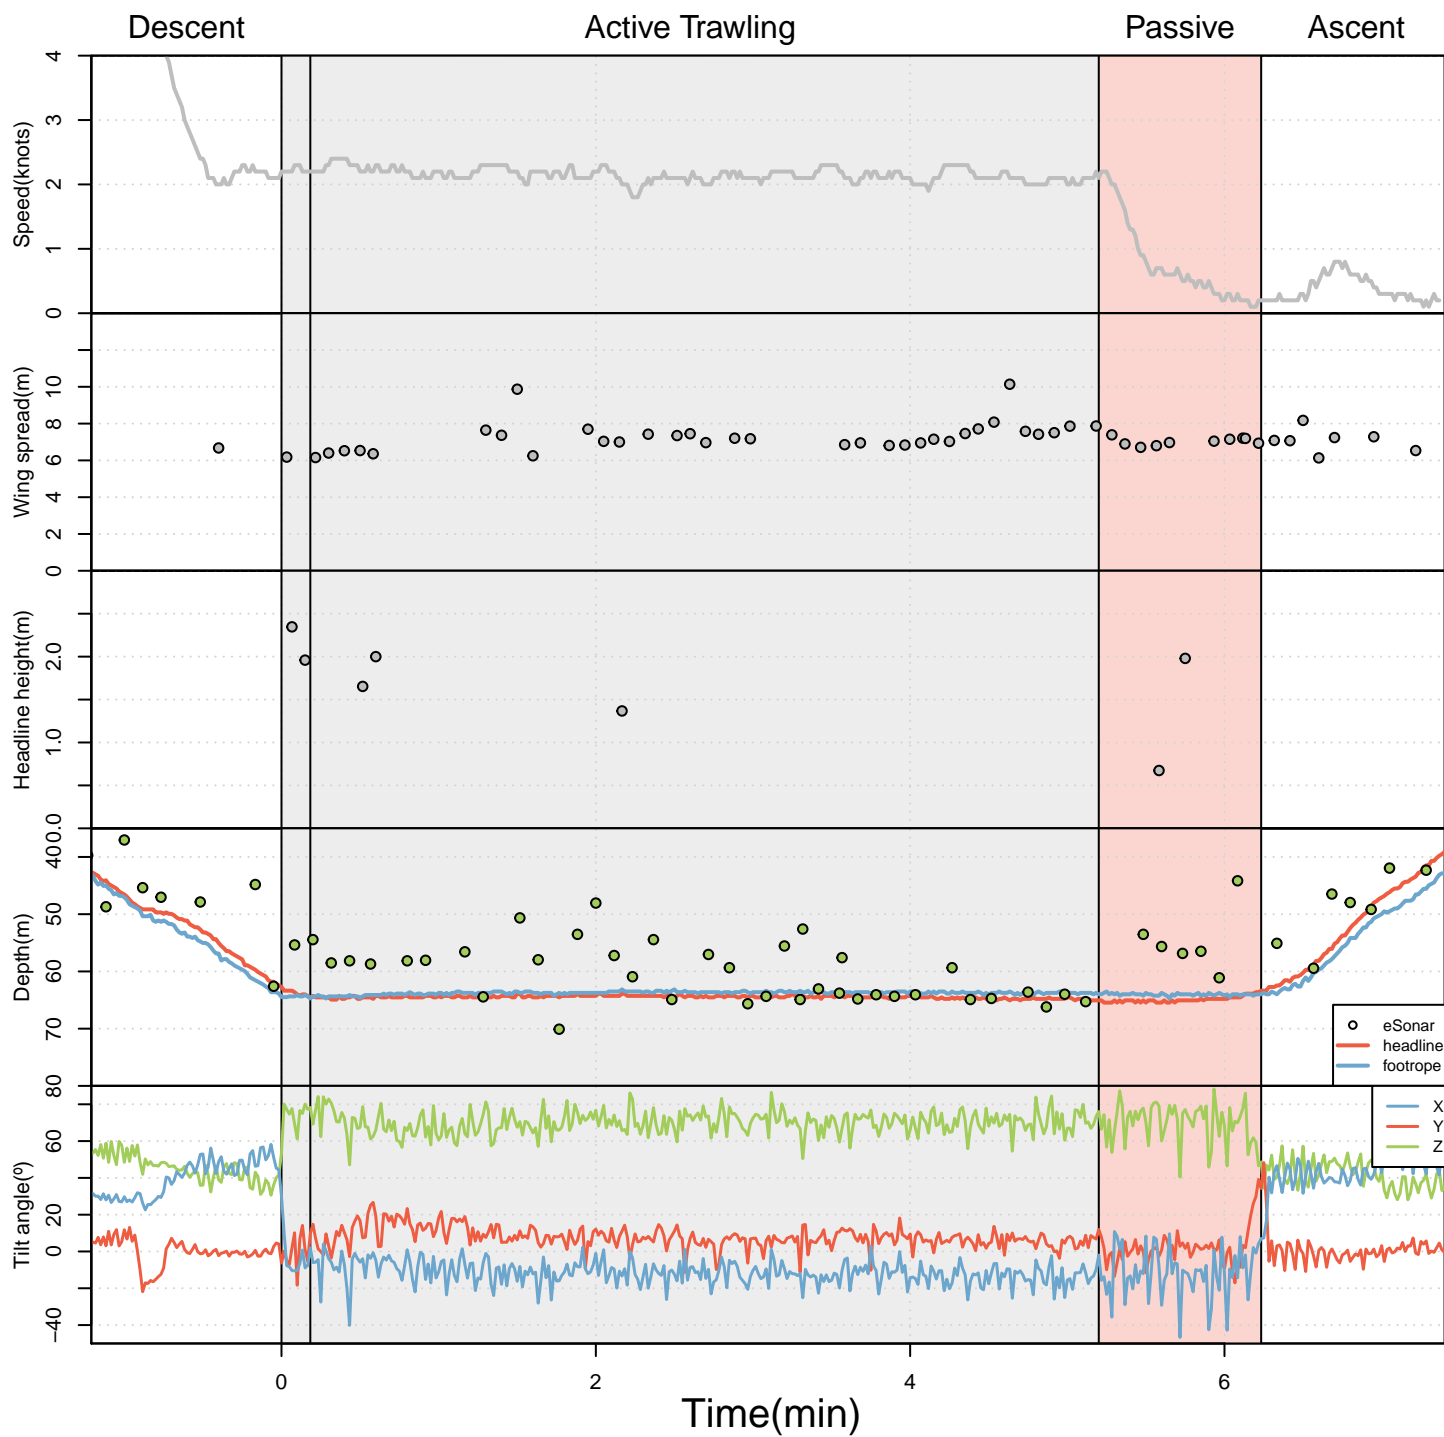 Descent Active Trawling Passive Ascent
Speed(knots)
4
3
2
1
0
Wing spread(m)
10
8
6
4
2
0
Headline height(m)
2.0
1.0
0.0
Depth(m)
40
50
60
70
80
eSonar
headline
footrope
Tilt angle(º)
60
20
0
−40
X
Y
Z
0 2 4 6
Time(min)